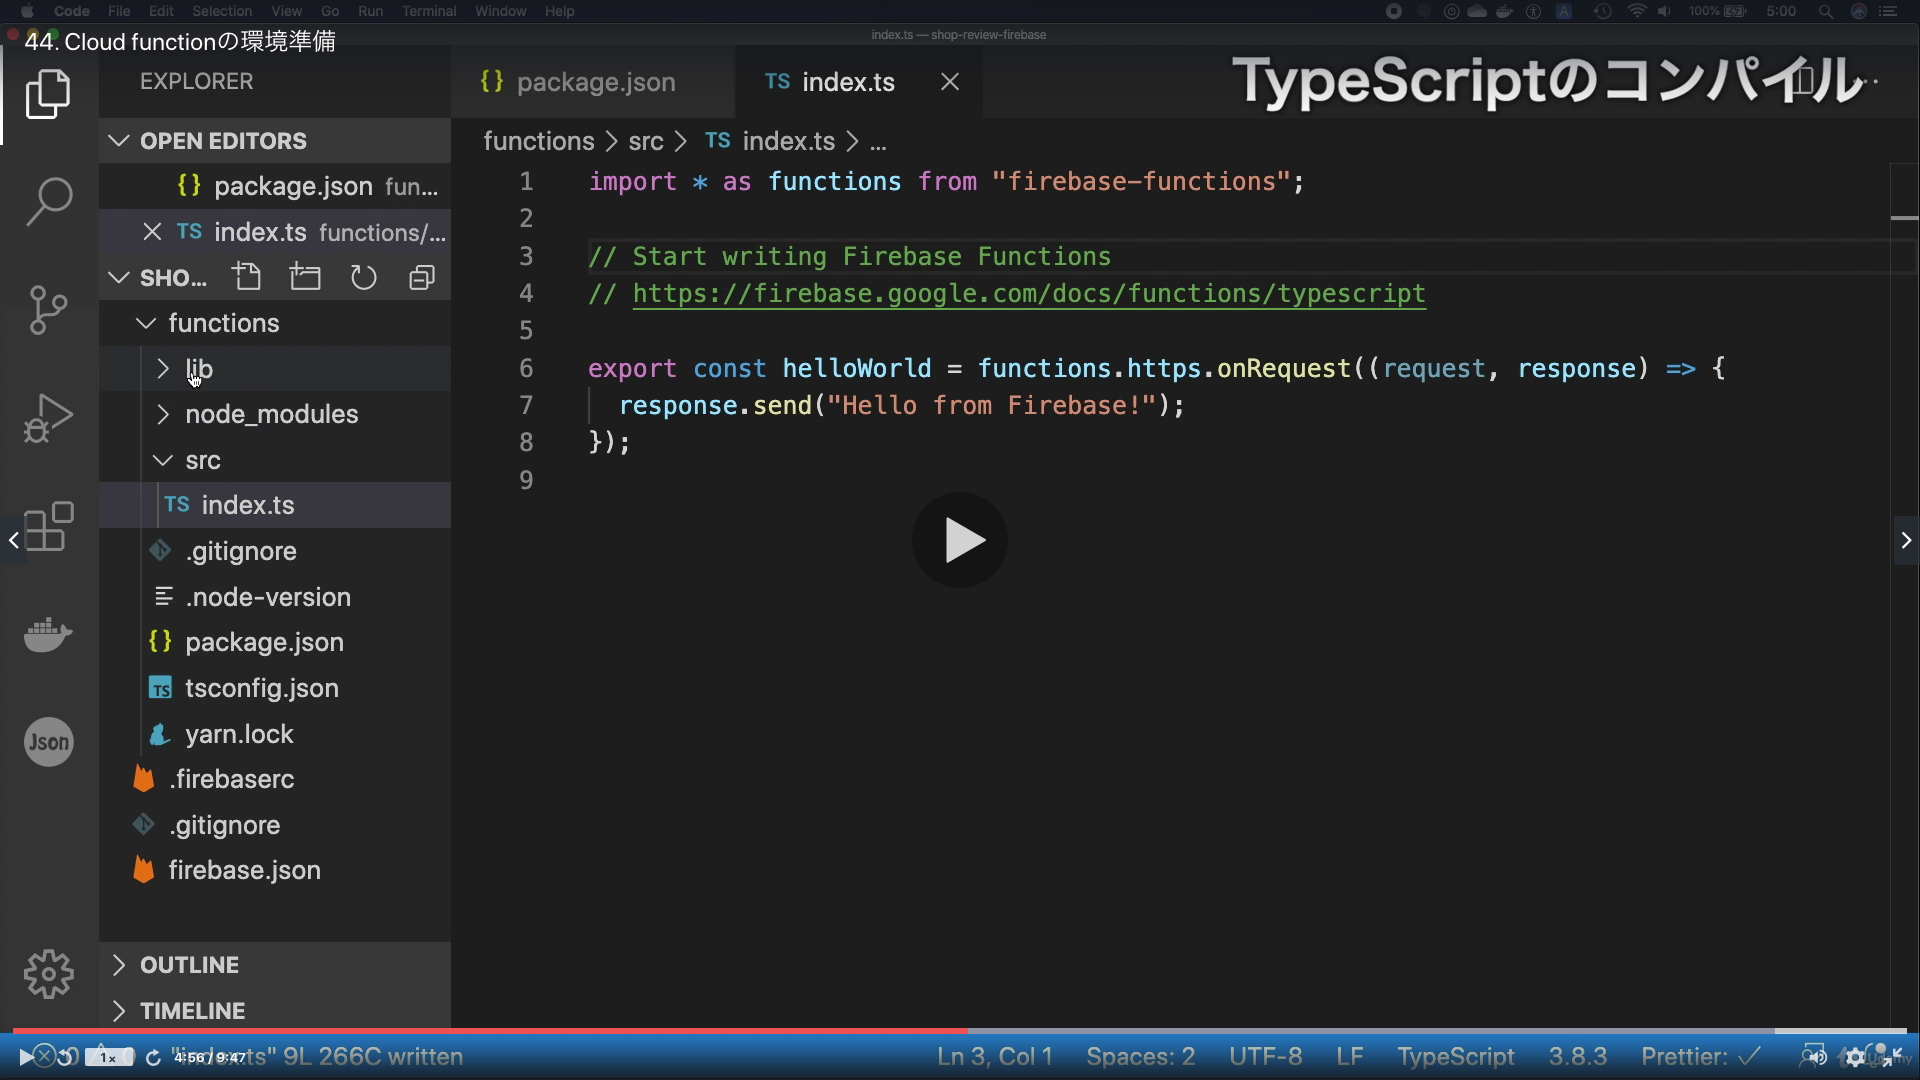 Code File Edit Selection View Go Run Terminal Window Help 100% 5:00
44. Cloud functionの環境準備
index.ts — shop-review-firebase
TypeScriptのコンパイル
EXPLORER
{} package.json
TS index.ts
OPEN EDITORS
functions > src > TS index.ts > ...
{} package.json fun...
TS index.ts functions/...
SHO...
functions
lib
node_modules
src
TS index.ts
.gitignore
.node-version
{} package.json
TS tsconfig.json
yarn.lock
.firebaserc
.gitignore
firebase.json
OUTLINE
TIMELINE
Json
1 import * as functions from "firebase-functions";
2
3 // Start writing Firebase Functions
4 // https://firebase.google.com/docs/functions/typescript
5
6 export const helloWorld = functions.https.onRequest((request, response) => {
7 response.send("Hello from Firebase!");
8 });
9
1x 4:56 / 9:47 "index.ts" 9L 266C written Ln 3, Col 1 Spaces: 2 UTF-8 LF TypeScript 3.8.3 Prettier: ✓